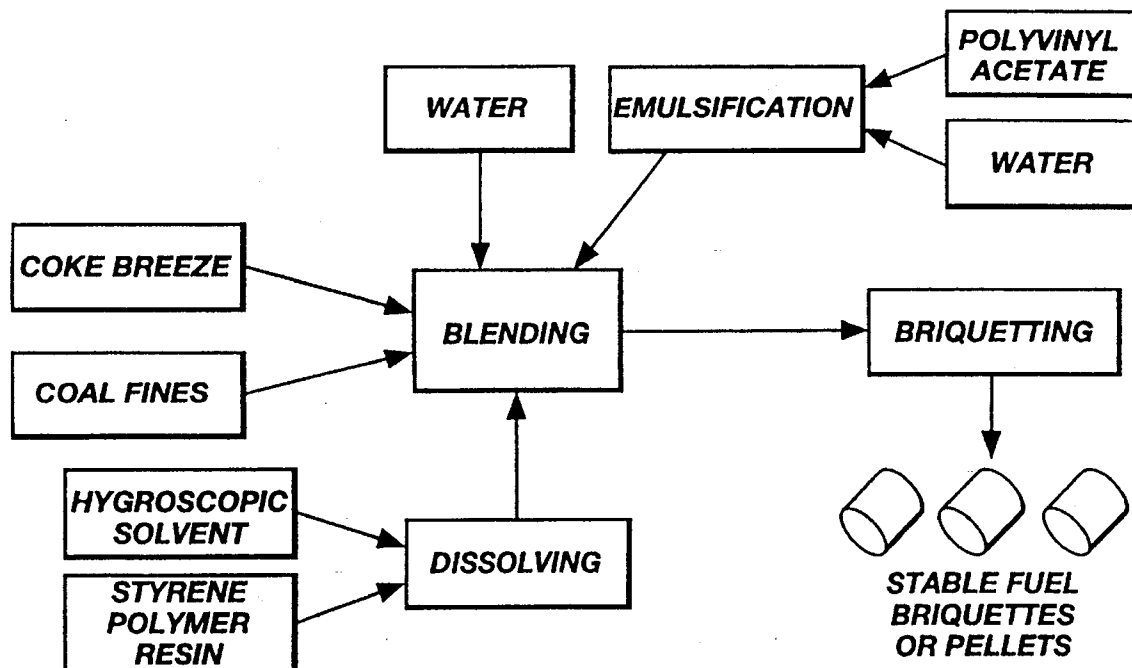 POLYVINYL
ACETATE
WATER
EMULSIFICATION
WATER
COKE BREEZE
BLENDING
BRIQUETTING
COAL FINES
HYGROSCOPIC
SOLVENT
DISSOLVING
STYRENE
POLYMER
RESIN
STABLE FUEL
BRIQUETTES
OR PELLETS